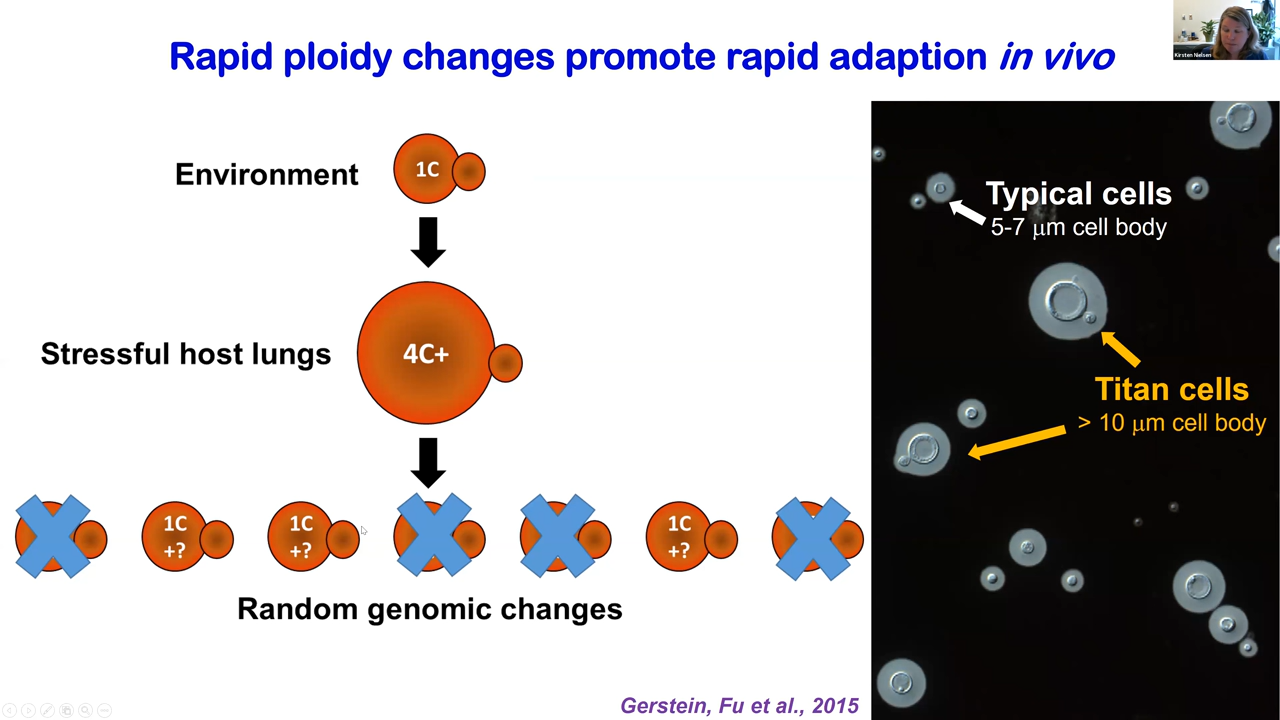 Rapid ploidy changes promote rapid adaption in vivo
Kirsten Nielsen
Environment
1C
Stressful host lungs
4C+
1C
+?
1C
+?
1C
+?
Random genomic changes
Gerstein, Fu et al., 2015
Typical cells
5-7 μm cell body
Titan cells
> 10 μm cell body